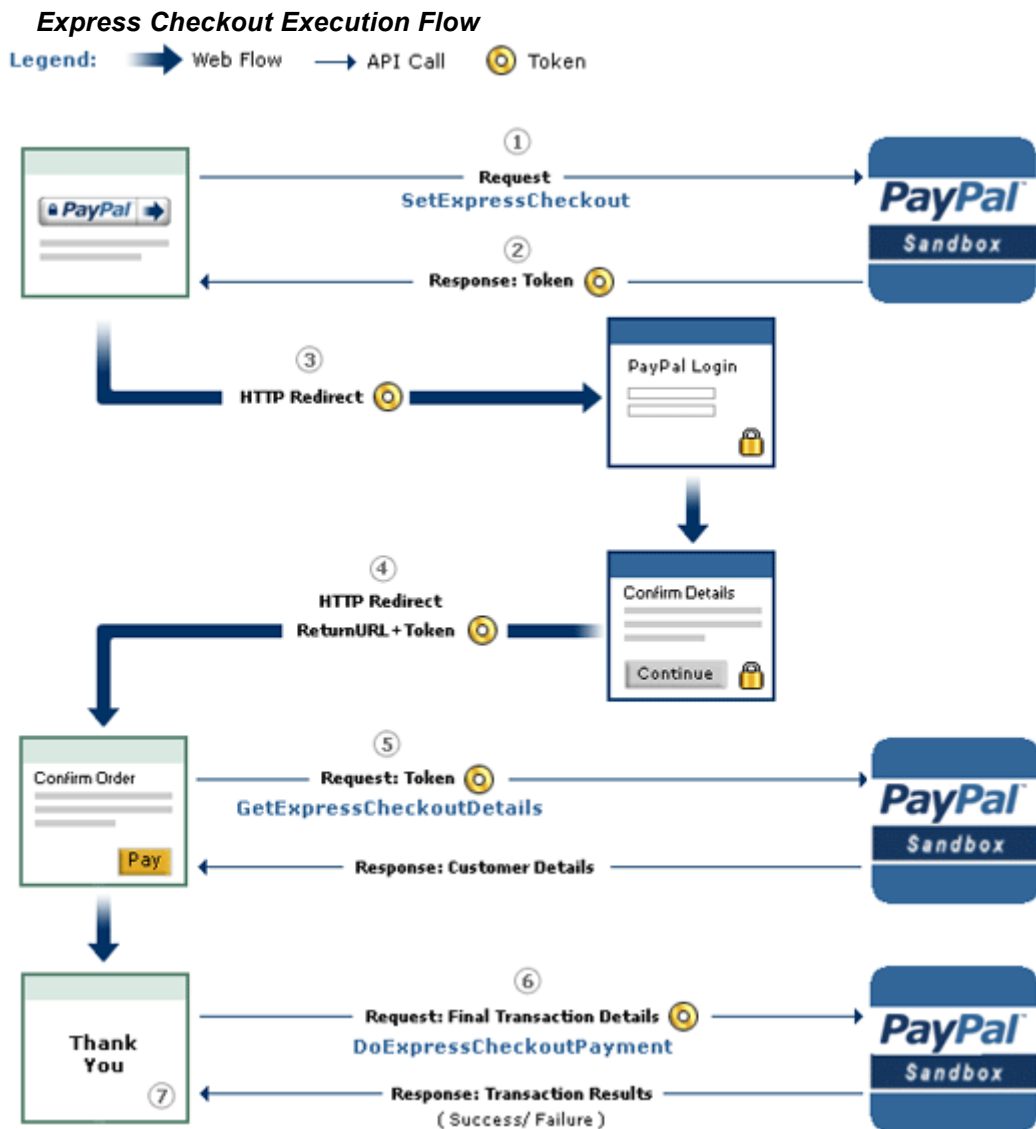 Express Checkout Execution Flow
Legend: Web Flow API Call Token
1
Request
SetExpressCheckout
PayPal
PayPal™
Sandbox
2
Response: Token
3
HTTP Redirect
PayPal Login
4
HTTP Redirect
ReturnURL+Token
Confirm Details
Continue
5
Confirm Order
Request: Token
GetExpressCheckoutDetails
Pay
Response: Customer Details
PayPal™
Sandbox
6
Request: Final Transaction Details
DoExpressCheckoutPayment
Thank
You
7
Response: Transaction Results
( Success/ Failure )
PayPal™
Sandbox